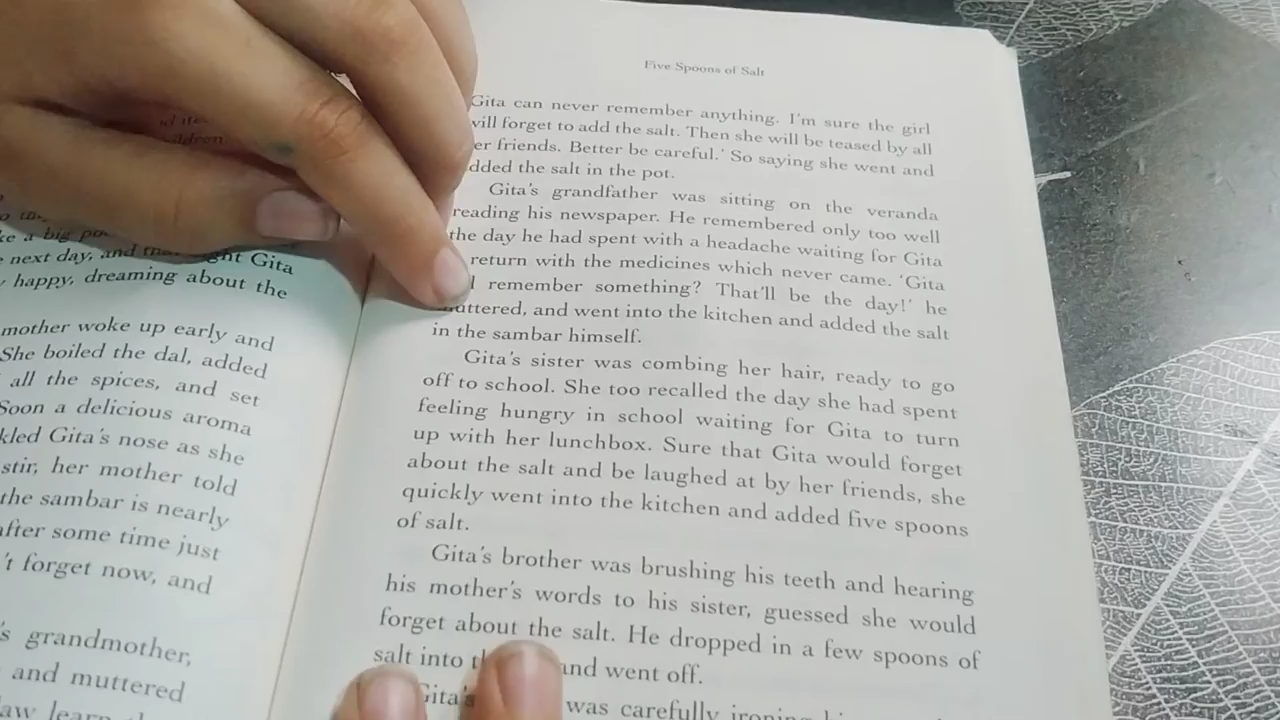 next day, and
happy, dreaming about the
mother woke up early and
She boiled the dal, added
all the spices, and set
Soon a delicious aroma
Gita's nose as she
stir, her mother told
the sambar is nearly
after some time just
forget now, and
grandmother,
and muttered
Five Spoons of Salt
Gita can never remember anything. I'm sure the girl
forget to add the salt. Then she will be teased by all
friends. Better be careful.' So saying she went and
the salt in the pot.
Gita's grandfather was sitting on the veranda
reading his newspaper. He remembered only too well
the day he had spent with a headache waiting for Gita
return with the medicines which never came. 'Gita
remember something? That'll be the day!' he
muttered, and went into the kitchen and added the salt
in the sambar himself.
Gita's sister was combing her hair, ready to go
off to school. She too recalled the day she had spent
feeling hungry in school waiting for Gita to turn
up with her lunchbox. Sure that Gita would forget
about the salt and be laughed at by her friends, she
quickly went into the kitchen and added five spoons
of salt.
Gita's brother was brushing his teeth and hearing
his mother's words to his sister, guessed she would
forget about the salt. He dropped in a few spoons of
salt into and went off.
Gita's was carefully ironing